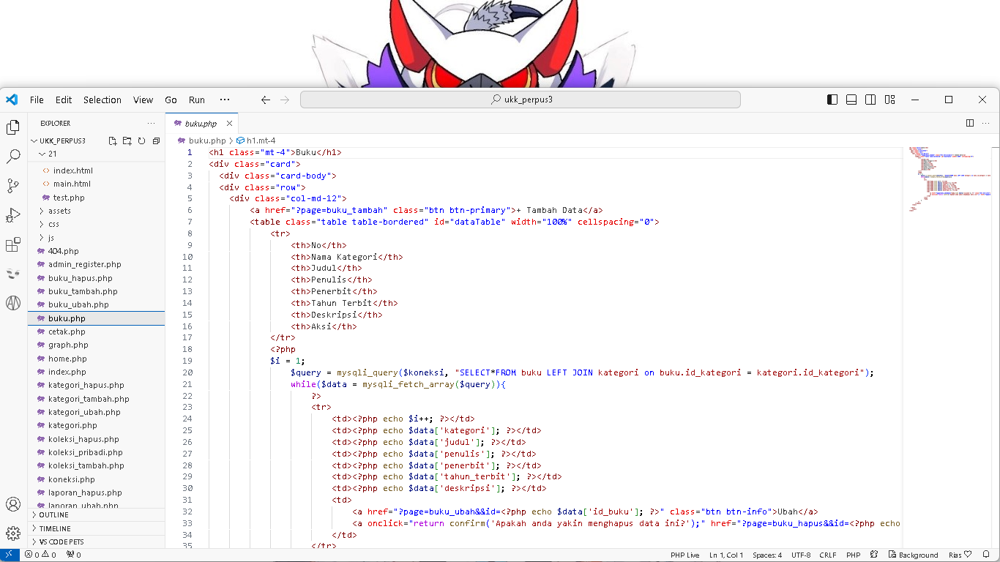 File Edit Selection View Go Run ··· ukk_perpus3
EXPLORER ···
UKK_PERPUS3
21
index.html
main.html
test.php
assets
css
js
404.php
admin_register.php
buku_hapus.php
buku_tambah.php
buku_ubah.php
buku.php
cetak.php
graph.php
home.php
index.php
kategori_hapus.php
kategori_tambah.php
kategori_ubah.php
kategori.php
koleksi_hapus.php
koleksi_pribadi.php
koleksi_tambah.php
koneksi.php
laporan_hapus.php
laporan_ubah.php
OUTLINE
TIMELINE
VS CODE PETS
buku.php
buku.php > h1.mt-4
1 <h1 class="mt-4">Buku</h1>
2 <div class="card">
3 <div class="card-body">
4 <div class="row">
5 <div class="col-md-12">
6 <a href="?page=buku_tambah" class="btn btn-primary">+ Tambah Data</a>
7 <table class="table table-bordered" id="dataTable" width="100%" cellspacing="0">
8 <tr>
9 <th>No</th>
10 <th>Nama Kategori</th>
11 <th>Judul</th>
12 <th>Penulis</th>
13 <th>Penerbit</th>
14 <th>Tahun Terbit</th>
15 <th>Deskripsi</th>
16 <th>Aksi</th>
17 </tr>
18 <?php
19 $i = 1;
20 $query = mysqli_query($koneksi, "SELECT*FROM buku LEFT JOIN kategori on buku.id_kategori = kategori.id_kategori");
21 while($data = mysqli_fetch_array($query)){
22 ?>
23 <tr>
24 <td><?php echo $i++; ?></td>
25 <td><?php echo $data['kategori']; ?></td>
26 <td><?php echo $data['judul']; ?></td>
27 <td><?php echo $data['penulis']; ?></td>
28 <td><?php echo $data['penerbit']; ?></td>
29 <td><?php echo $data['tahun_terbit']; ?></td>
30 <td><?php echo $data['deskripsi']; ?></td>
31 <td>
32 <a href="?page=buku_ubah&&id=<?php echo $data['id_buku']; ?>" class="btn btn-info">Ubah</a>
33 <a onclick="return confirm('Apakah anda yakin menghapus data ini?');" href="?page=buku_hapus&&id=<?php echo
34 </td>
35 </tr>
0 0 0 PHP Live Ln 1, Col 1 Spaces: 4 UTF-8 CRLF PHP Background Rias